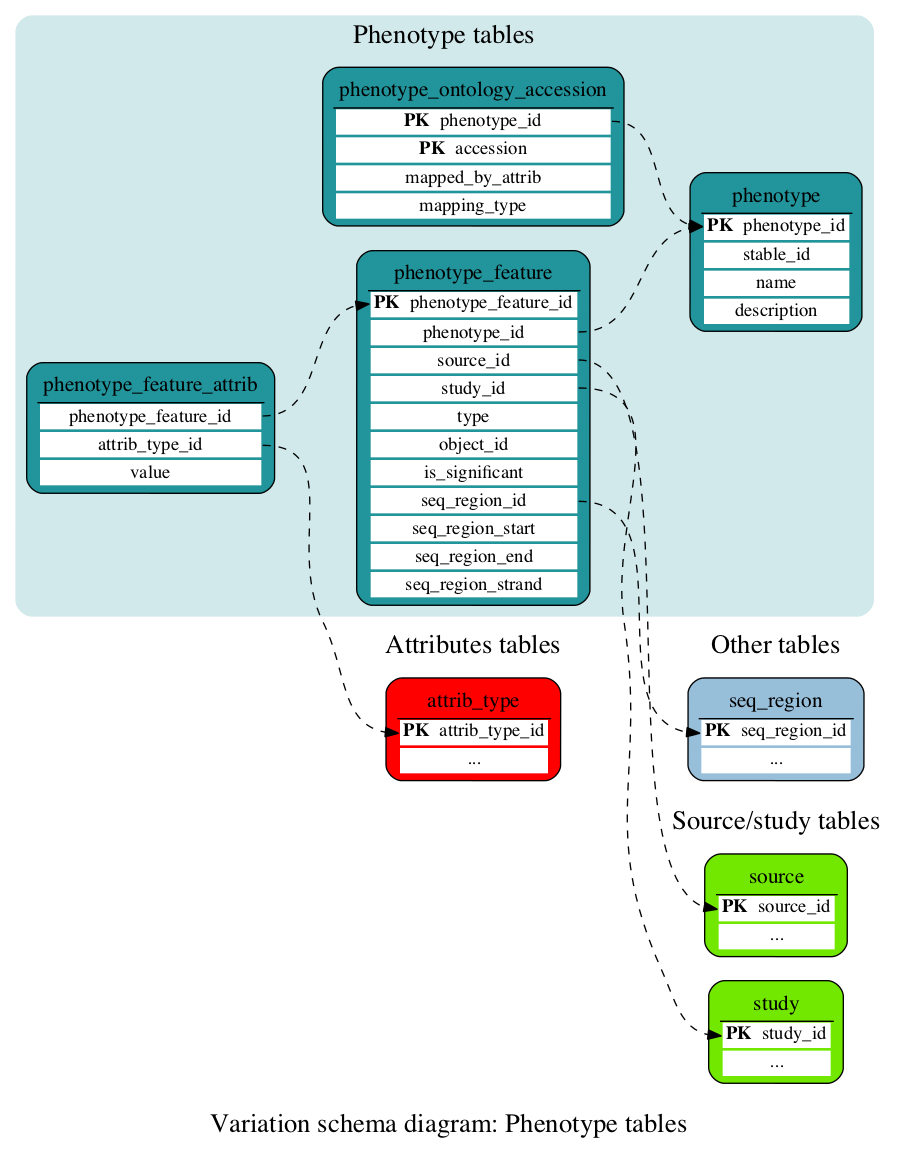 Phenotype tables
phenotype_ontology_accession
PK phenotype_id
PK accession
mapped_by_attrib
mapping_type
phenotype
PK phenotype_id
stable_id
name
description
phenotype_feature
PK phenotype_feature_id
phenotype_id
source_id
study_id
type
object_id
is_significant
seq_region_id
seq_region_start
seq_region_end
seq_region_strand
phenotype_feature_attrib
phenotype_feature_id
attrib_type_id
value
Attributes tables
attrib_type
PK attrib_type_id
...
Other tables
seq_region
PK seq_region_id
...
Source/study tables
source
PK source_id
...
study
PK study_id
...
Variation schema diagram: Phenotype tables